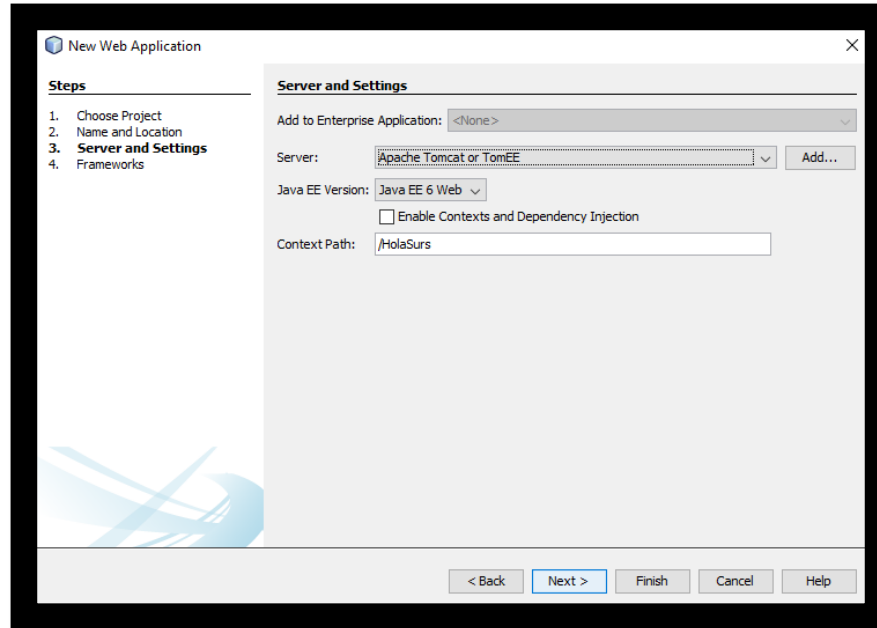 New Web Application
Steps
1. Choose Project
2. Name and Location
3. Server and Settings
4. Frameworks
Server and Settings
Add to Enterprise Application: <None>
Server: Apache Tomcat or TomEE Add...
Java EE Version: Java EE 6 Web
Enable Contexts and Dependency Injection
Context Path: /HolaSurs
< Back Next > Finish Cancel Help